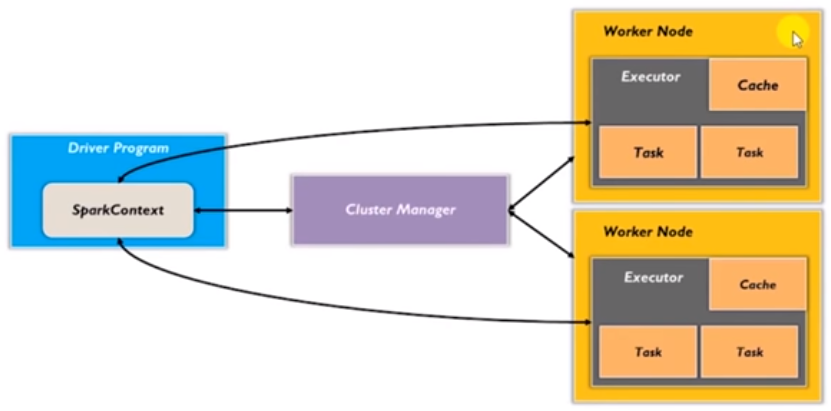 Driver Program
SparkContext
Cluster Manager
Worker Node
Executor
Cache
Task
Task
Worker Node
Executor
Cache
Task
Task